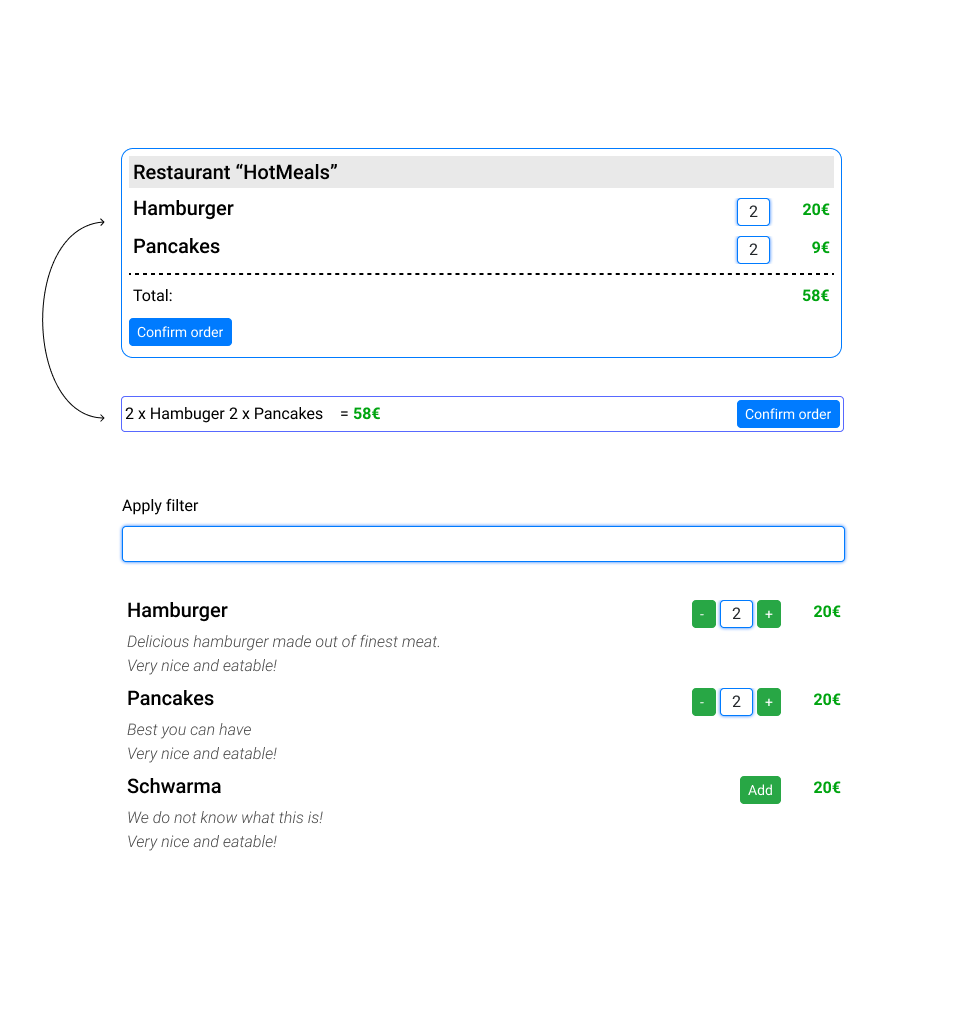 Restaurant “HotMeals”
Hamburger 2 20€
Pancakes 2 9€
Total: 58€
Confirm order
2 x Hambuger 2 x Pancakes = 58€ Confirm order
Apply filter
Hamburger - 2 + 20€
Delicious hamburger made out of finest meat.
Very nice and eatable!
Pancakes - 2 + 20€
Best you can have
Very nice and eatable!
Schwarma Add 20€
We do not know what this is!
Very nice and eatable!